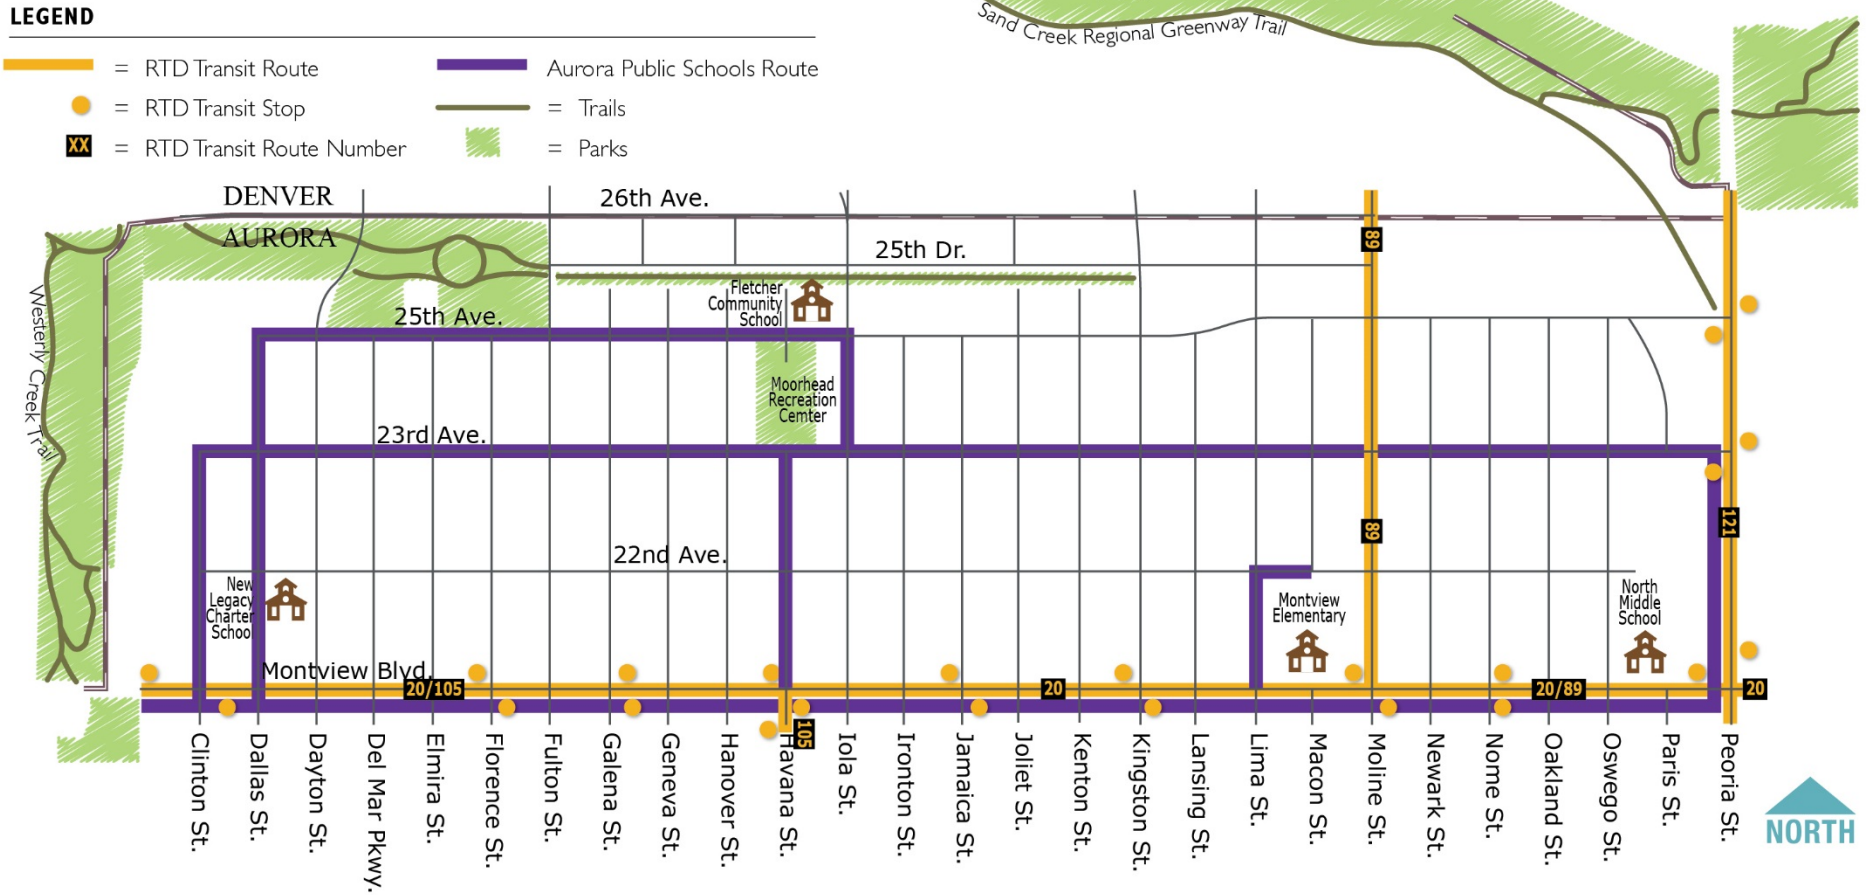 LEGEND
= RTD Transit Route
Aurora Public Schools Route
= RTD Transit Stop
= Trails
XX = RTD Transit Route Number
= Parks
Sand Creek Regional Greenway Trail
DENVER
26th Ave.
AURORA
89
25th Dr.
Westerly Creek Trail
Fletcher
Community
School
25th Ave.
Moorhead
Recreation
Cemter
23rd Ave.
89
121
22nd Ave.
New
Legacy
Charter
School
Montview
Elementary
North
Middle
School
Montview Blvd.
20/105
20
20/89
20
105
Clinton St.
Dallas St.
Dayton St.
Del Mar Pkwy.
Elmira St.
Florence St.
Fulton St.
Galena St.
Geneva St.
Hanover St.
Havana St.
Iola St.
Ironton St.
Jamaica St.
Joliet St.
Kenton St.
Kingston St.
Lansing St.
Lima St.
Macon St.
Moline St.
Newark St.
Nome St.
Oakland St.
Oswego St.
Paris St.
Peoria St.
NORTH